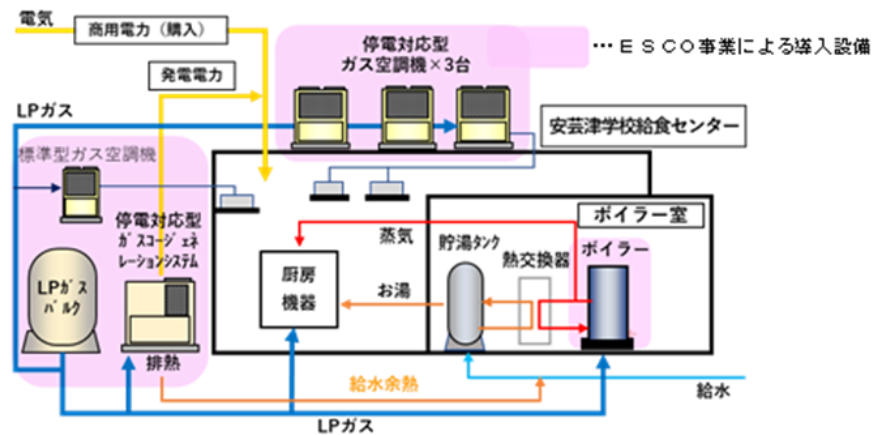 電気
商用電力（購入）
停電対応型
ガス空調機×3台
…ＥＳＣＯ事業による導入設備
発電電力
LPガス
安芸津学校給食センター
標準型ガス空調機
ボイラー室
停電対応型
ｶﾞｽｺｰｼﾞｪﾈ
ﾚｰｼｮﾝｼｽﾃﾑ
蒸気
貯湯ﾀﾝｸ
ボイラー
熱交換器
LPｶﾞｽ
ﾊﾞﾙｸ
厨房
機器
お湯
排熱
給水余熱
給水
LPガス